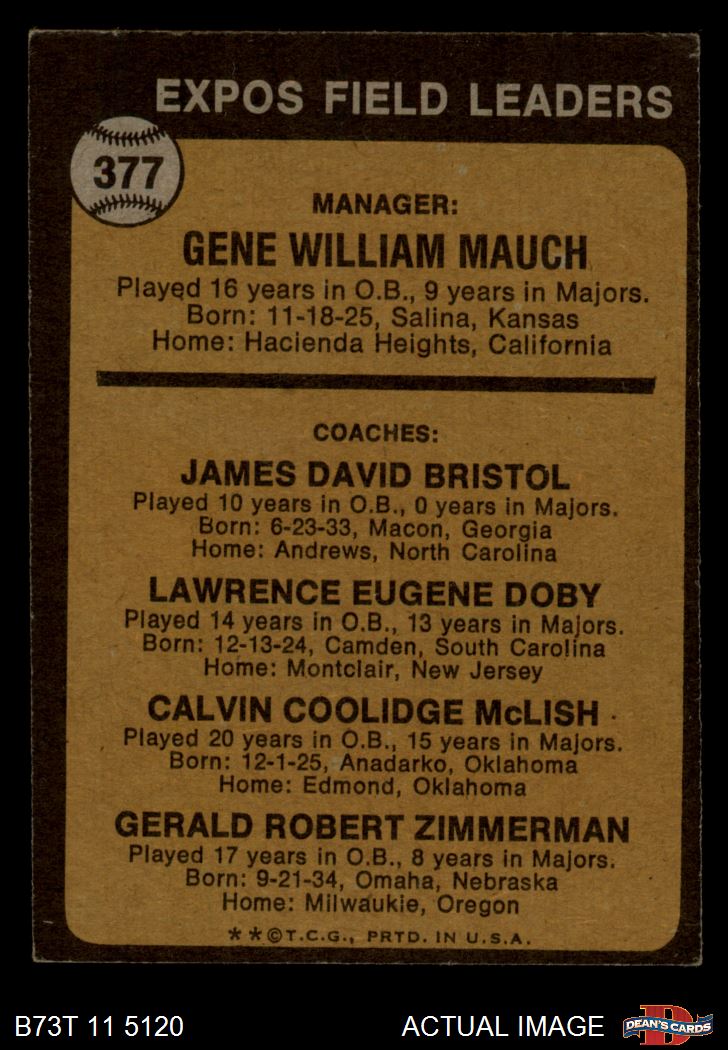 EXPOS FIELD LEADERS
377
MANAGER:
GENE WILLIAM MAUCH
Played 16 years in O.B., 9 years in Majors.
Born: 11-18-25, Salina, Kansas
Home: Hacienda Heights, California
COACHES:
JAMES DAVID BRISTOL
Played 10 years in O.B., 0 years in Majors.
Born: 6-23-33, Macon, Georgia
Home: Andrews, North Carolina
LAWRENCE EUGENE DOBY
Played 14 years in O.B., 13 years in Majors.
Born: 12-13-24, Camden, South Carolina
Home: Montclair, New Jersey
CALVIN COOLIDGE McLISH
Played 20 years in O.B., 15 years in Majors.
Born: 12-1-25, Anadarko, Oklahoma
Home: Edmond, Oklahoma
GERALD ROBERT ZIMMERMAN
Played 17 years in O.B., 8 years in Majors.
Born: 9-21-34, Omaha, Nebraska
Home: Milwaukie, Oregon
**©T.C.G., PRTD. IN U.S.A.
B73T 11 5120 ACTUAL IMAGE D DEAN'S CARDS